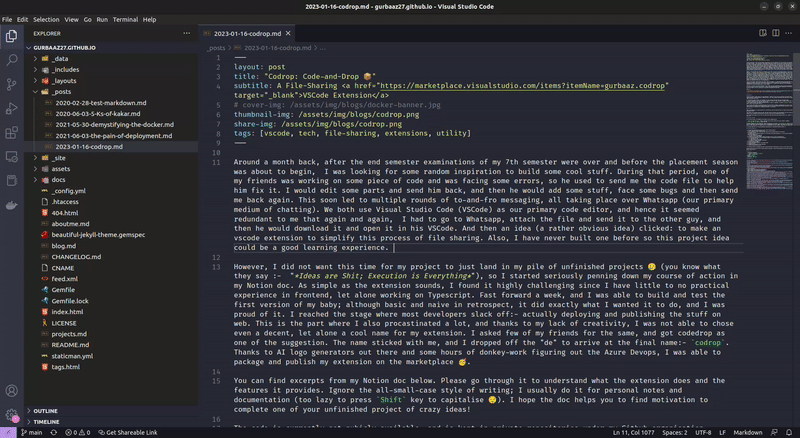 2023-01-16-codrop.md - gurbaaz27.github.io - Visual Studio Code
File Edit Selection View Go Run Terminal Help
EXPLORER
GURBAAZ27.GITHUB.IO
_data
_includes
_layouts
_posts
2020-02-28-test-markdown.md
2020-06-03-5-Ks-of-kakar.md
2021-05-30-demystifying-the-docker.md
2021-06-03-the-pain-of-deployment.md
2023-01-16-codrop.md
_site
assets
docs
_config.yml
.htaccess
404.html
aboutme.md
beautiful-jekyll-theme.gemspec
blog.md
CHANGELOG.md
CNAME
feed.xml
Gemfile
Gemfile.lock
index.html
LICENSE
projects.md
README.md
staticman.yml
tags.html
OUTLINE
TIMELINE
2023-01-16-codrop.md
_posts > 2023-01-16-codrop.md > ...
1 ---
2 layout: post
3 title: "Codrop: Code-and-Drop 📦"
4 subtitle: A File-Sharing <a href="https://marketplace.visualstudio.com/items?itemName=gurbaaz.codrop"
target="_blank">VSCode Extension</a>
5 # cover-img: /assets/img/blogs/docker-banner.jpg
6 thumbnail-img: /assets/img/blogs/codrop.png
7 share-img: /assets/img/blogs/codrop.png
8 tags: [vscode, tech, file-sharing, extensions, utility]
9 ---
10
11 Around a month back, after the end semester examinations of my 7th semester were over and before the placement season
was about to begin, I was looking for some random inspiration to build some cool stuff. During that period, one of
my friends was working on some piece of code and was facing some errors, so he used to send me the code file to help
him fix it. I would edit some parts and send him back, and then he would add some stuff, face some bugs and then send
me back again. This soon led to multiple rounds of to-and-fro messaging, all taking place over Whatsapp (our primary
medium of chatting). We both use Visual Studio Code (VSCode) as our primary code editor, and hence it seemed
redundant to me that again and again, I had to go to Whatsapp, attach the file and send it to the other guy, and
then he would download it and open it in his VSCode. And then an idea (a rather obvious idea) clicked: to make an
vscode extension to simplify this process of file sharing. Also, I have never built one before so this project idea
could be a good learning experience.
12
13 However, I did not want this time for my project to just land in my pile of unfinished projects 🥲 (you know what
they say :- "*Ideas are Shit; Execution is Everything*"), so I started seriously penning down my course of action in
my Notion doc. As simple as the extension sounds, I found it highly challenging since I have little to no practical
experience in frontend, let alone working on Typescript. Fast forward a week, and I was able to build and test the
first version of my baby; although basic and naive in retrospect, it did exactly what I wanted it to do, and I was
proud of it. I reached the stage where most developers slack off:- actually deploying and publishing the stuff on
web. This is the part where I also procastinated a lot, and thanks to my lack of creativity, I was not able to chose
even a decent, let alone a cool name for my extension. I asked few of my friends for the same, and got codedrop as
one of the suggestion. The name sticked with me, and I dropped off the "de" to arrive at the final name:- `codrop`.
Thanks to AI logo generators out there and some hours of donkey-work figuring out the Azure Devops, I was able to
package and publish my extension on the marketplace 🥳.
14
15 You can find excerpts from my Notion doc below. Please go through it to understand what the extension does and the
features it provides. Ignore the all-small-case style of writing; I usually do it for personal notes and
documentation (too lazy to press `Shift` key to capitalise 😌). I hope the doc helps you to find motivation to
complete one of your unfinished project of crazy ideas!
16
main
0 0
Git Graph
Get Shareable Link
Ln 11, Col 1077 Spaces: 2 UTF-8 LF Markdown